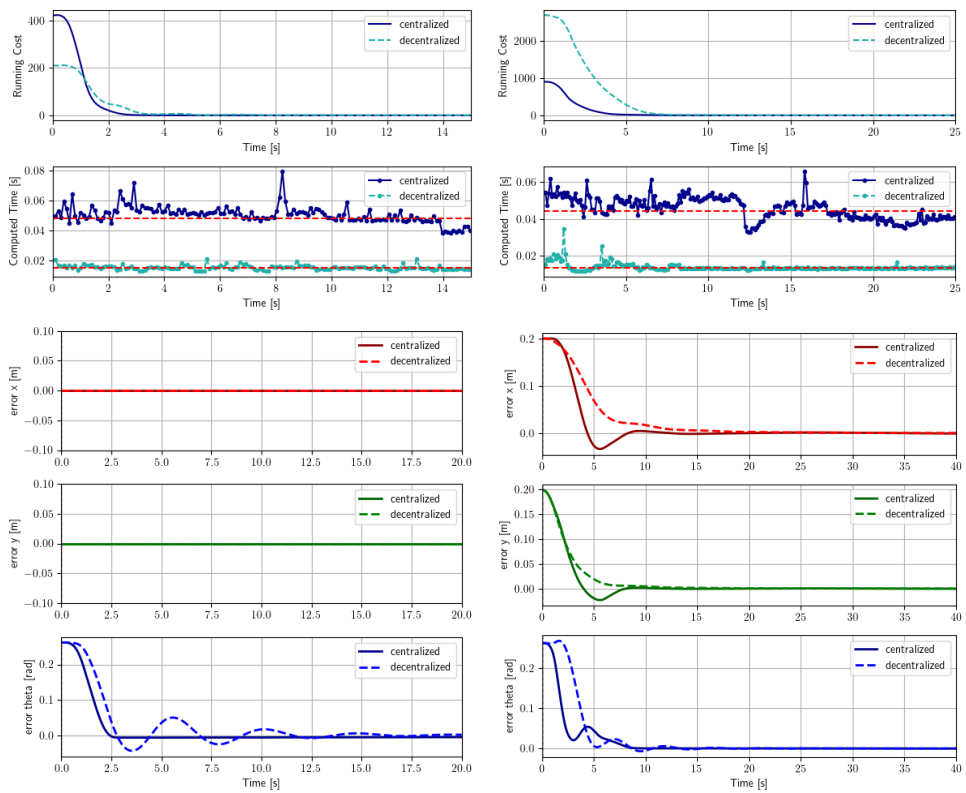 centralized
decentralized
Running Cost
400
200
0
0 2 4 6 8 10 12 14
Time [s]
centralized
decentralized
Running Cost
2000
1000
0
0 5 10 15 20 25
Time [s]
centralized
decentralized
Computed Time [s]
0.08
0.06
0.04
0.02
0 2 4 6 8 10 12 14
Time [s]
centralized
decentralized
Computed Time [s]
0.06
0.04
0.02
0 5 10 15 20 25
Time [s]
centralized
decentralized
error x [m]
0.10
0.05
0.00
−0.05
−0.10
0.0 2.5 5.0 7.5 10.0 12.5 15.0 17.5 20.0
centralized
decentralized
error x [m]
0.2
0.1
0.0
0 5 10 15 20 25 30 35 40
centralized
decentralized
error y [m]
0.10
0.05
0.00
−0.05
−0.10
0.0 2.5 5.0 7.5 10.0 12.5 15.0 17.5 20.0
centralized
decentralized
error y [m]
0.20
0.15
0.10
0.05
0.00
0 5 10 15 20 25 30 35 40
centralized
decentralized
error theta [rad]
0.2
0.1
0.0
0.0 2.5 5.0 7.5 10.0 12.5 15.0 17.5 20.0
Time [s]
centralized
decentralized
error theta [rad]
0.2
0.1
0.0
0 5 10 15 20 25 30 35 40
Time [s]